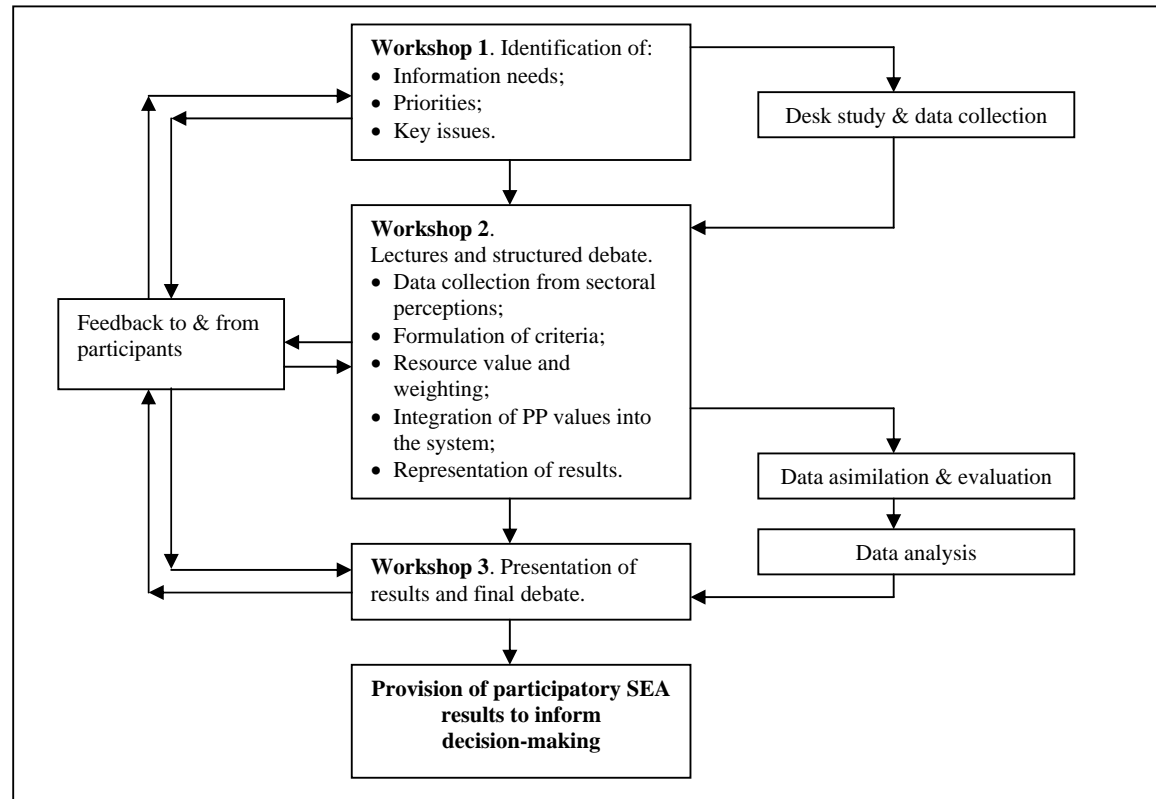 Workshop 1. Identification of:
• Information needs;
• Priorities;
• Key issues.
Desk study & data collection
Workshop 2.
Lectures and structured debate.
• Data collection from sectoral
perceptions;
• Formulation of criteria;
• Resource value and
weighting;
• Integration of PP values into
the system;
• Representation of results.
Feedback to & from
participants
Data asimilation & evaluation
Data analysis
Workshop 3. Presentation of
results and final debate.
Provision of participatory SEA
results to inform
decision-making